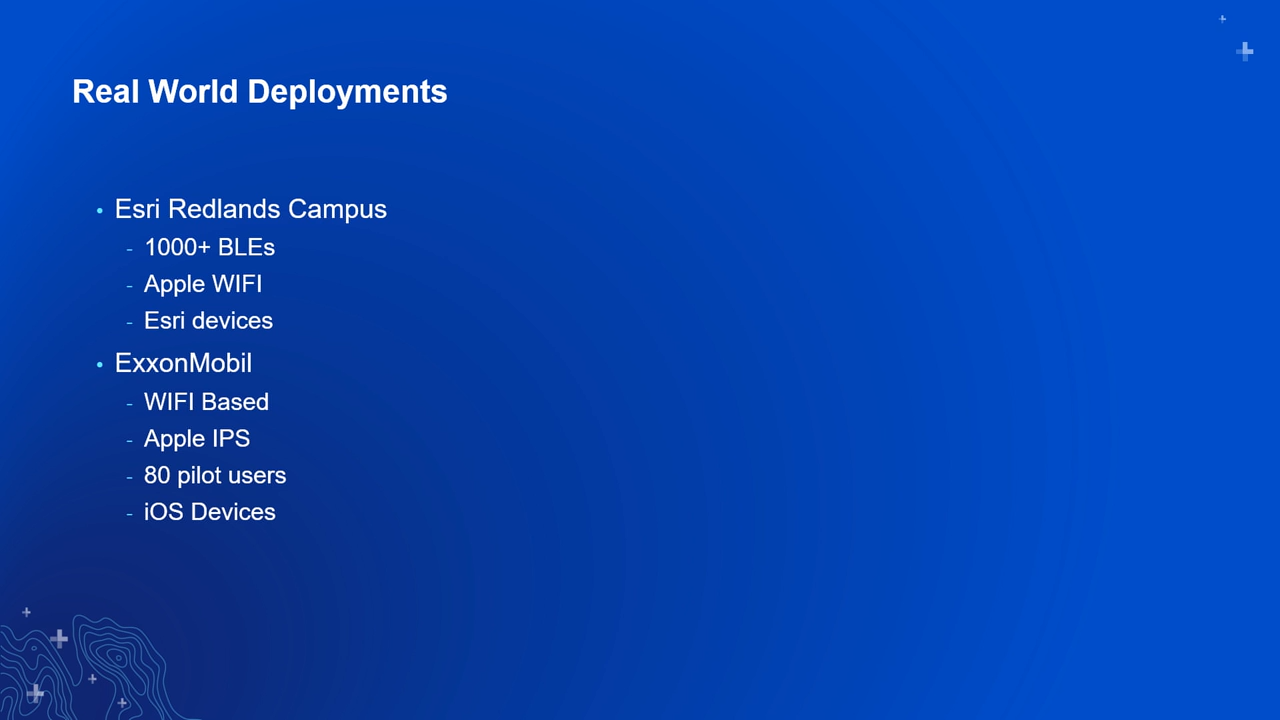 Real World Deployments
• Esri Redlands Campus
- 1000+ BLEs
- Apple WIFI
- Esri devices
• ExxonMobil
- WIFI Based
- Apple IPS
- 80 pilot users
- iOS Devices